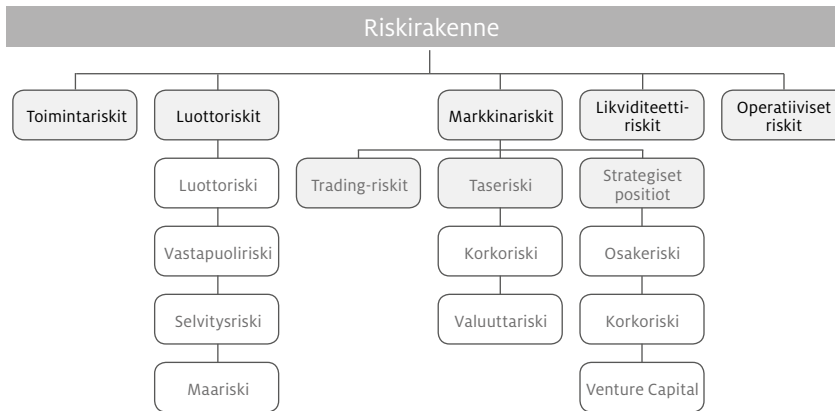 Riskirakenne
Toimintariskit
Luottoriskit
Markkinariskit
Likviditeetti-
riskit
Operatiiviset
riskit
Luottoriski
Trading-riskit
Taseriski
Strategiset
positiot
Vastapuoliriski
Korkoriski
Osakeriski
Selvitysriski
Valuuttariski
Korkoriski
Maariski
Venture Capital